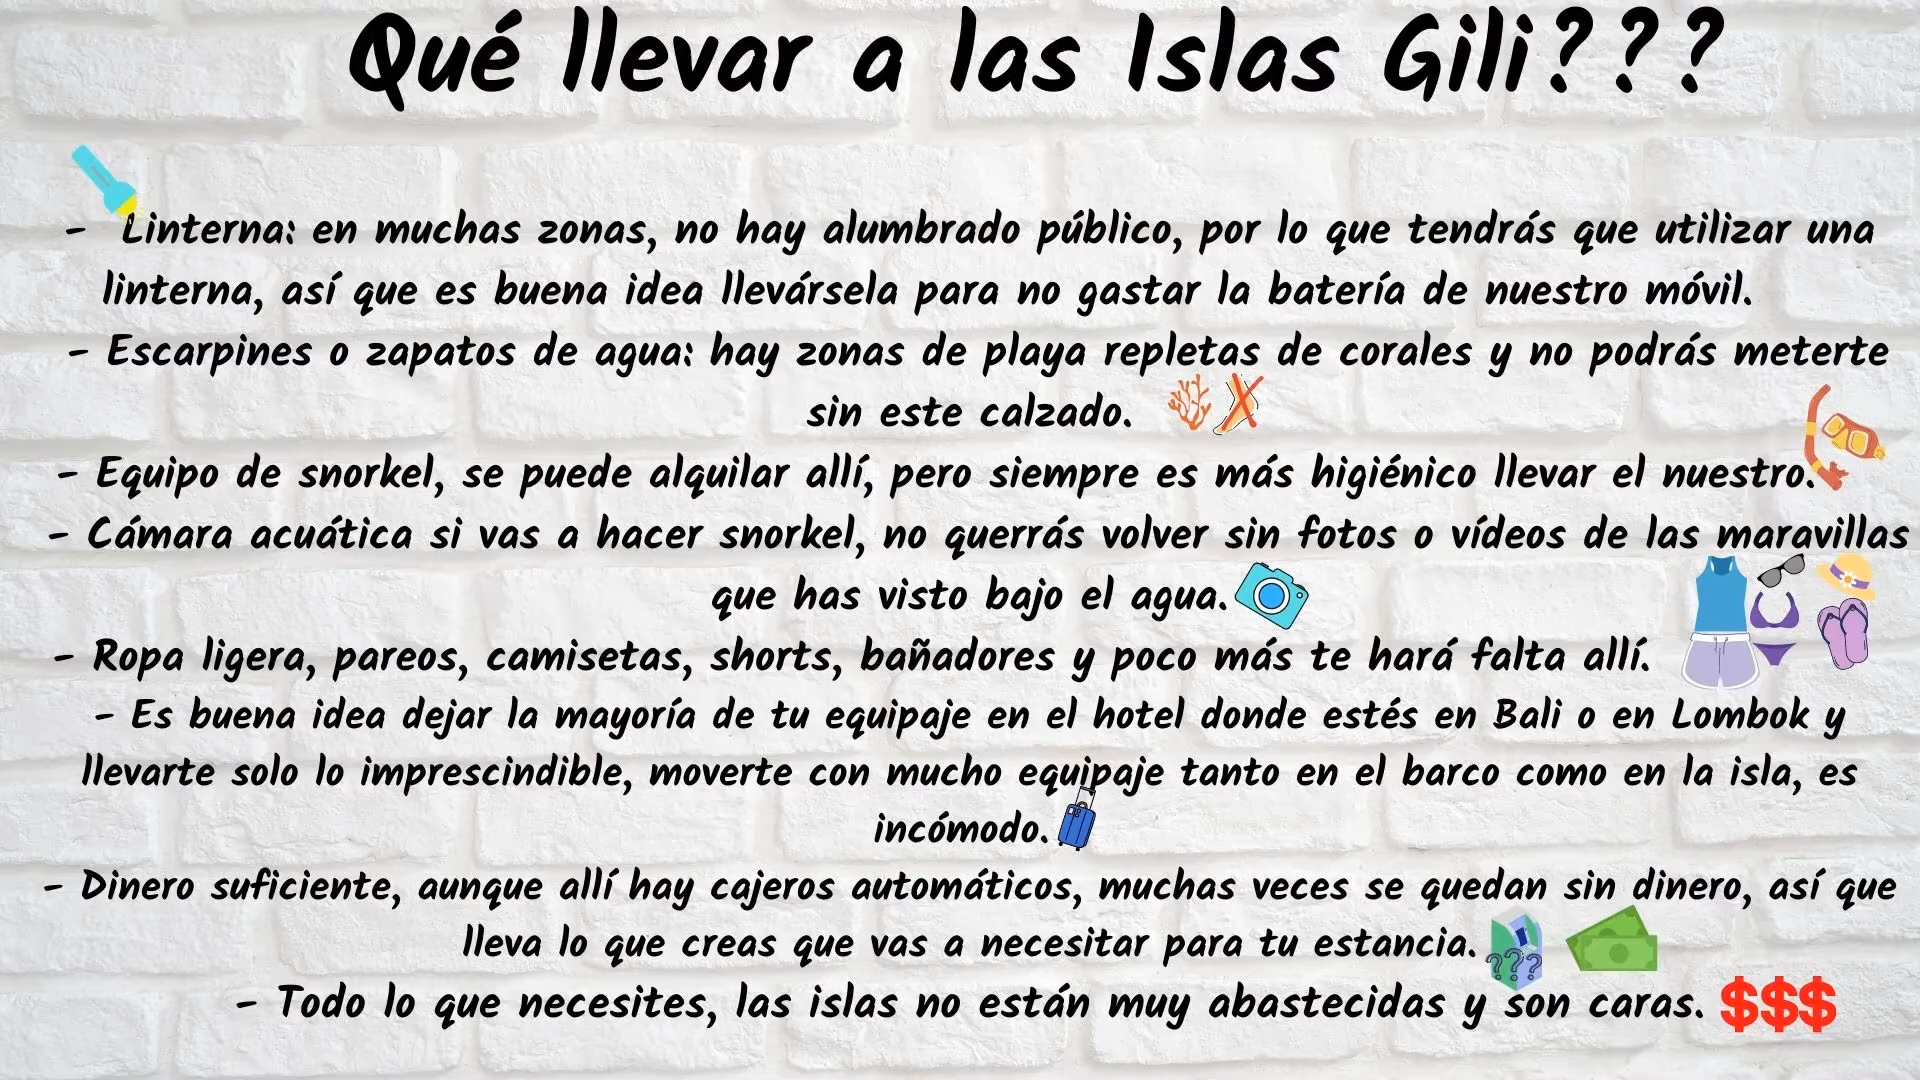 Qué llevar a las Islas Gili???
- Linterna: en muchas zonas, no hay alumbrado público, por lo que tendrás que utilizar una
linterna, así que es buena idea llevársela para no gastar la batería de nuestro móvil.
- Escarpines o zapatos de agua: hay zonas de playa repletas de corales y no podrás meterte
sin este calzado.
- Equipo de snorkel, se puede alquilar allí, pero siempre es más higiénico llevar el nuestro.
- Cámara acuática si vas a hacer snorkel, no querrás volver sin fotos o vídeos de las maravillas
que has visto bajo el agua.
- Ropa ligera, pareos, camisetas, shorts, bañadores y poco más te hará falta allí.
- Es buena idea dejar la mayoría de tu equipaje en el hotel donde estés en Bali o en Lombok y
llevarte solo lo imprescindible, moverte con mucho equipaje tanto en el barco como en la isla, es
incómodo.
- Dinero suficiente, aunque allí hay cajeros automáticos, muchas veces se quedan sin dinero, así que
lleva lo que creas que vas a necesitar para tu estancia.
???
- Todo lo que necesites, las islas no están muy abastecidas y son caras. $$$